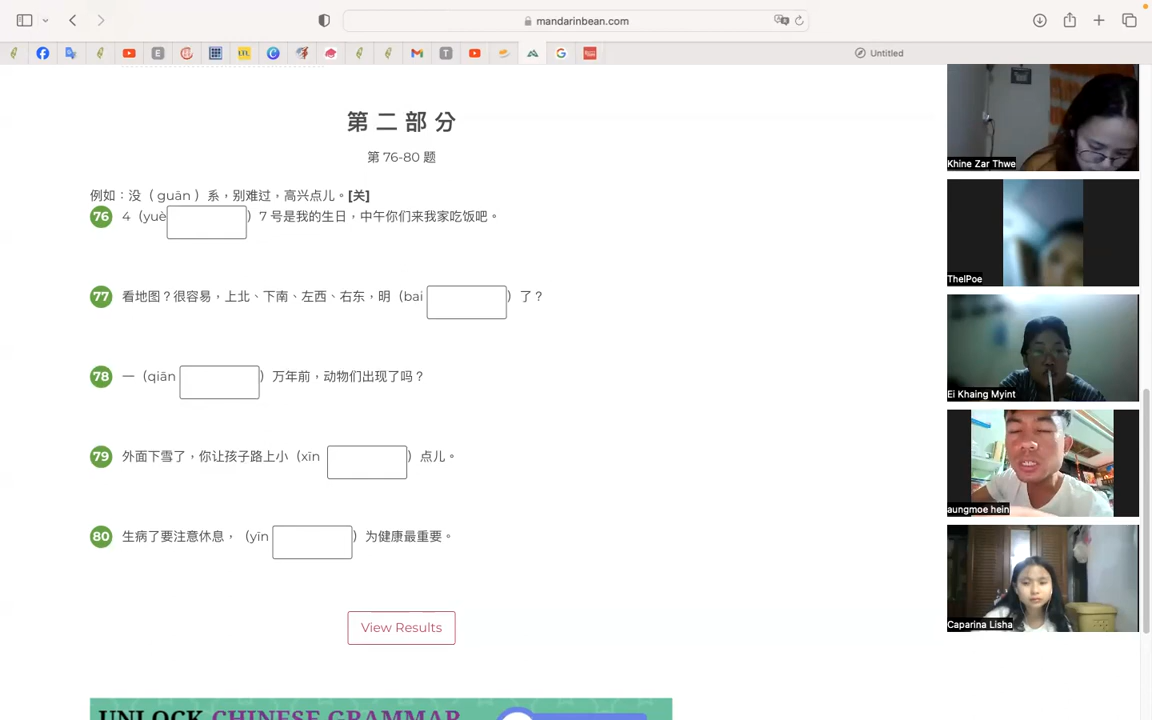 mandarinbean.com
Untitled
第二部分
第 76-80 题
例如：没（ guān ）系，别难过，高兴点儿。[关]
76 4（yuè ）7 号是我的生日，中午你们来我家吃饭吧。
77 看地图？很容易，上北、下南、左西、右东，明（bai ）了？
78 一（qiān ）万年前，动物们出现了吗？
79 外面下雪了，你让孩子路上小（xīn ）点儿。
80 生病了要注意休息，（yīn ）为健康最重要。
View Results
UNLOCK CHINESE GRAMMAR
Khine Zar Thwe
ThelPoe
Ei Khaing Myint
aungmoe hein
Caparina Lisha